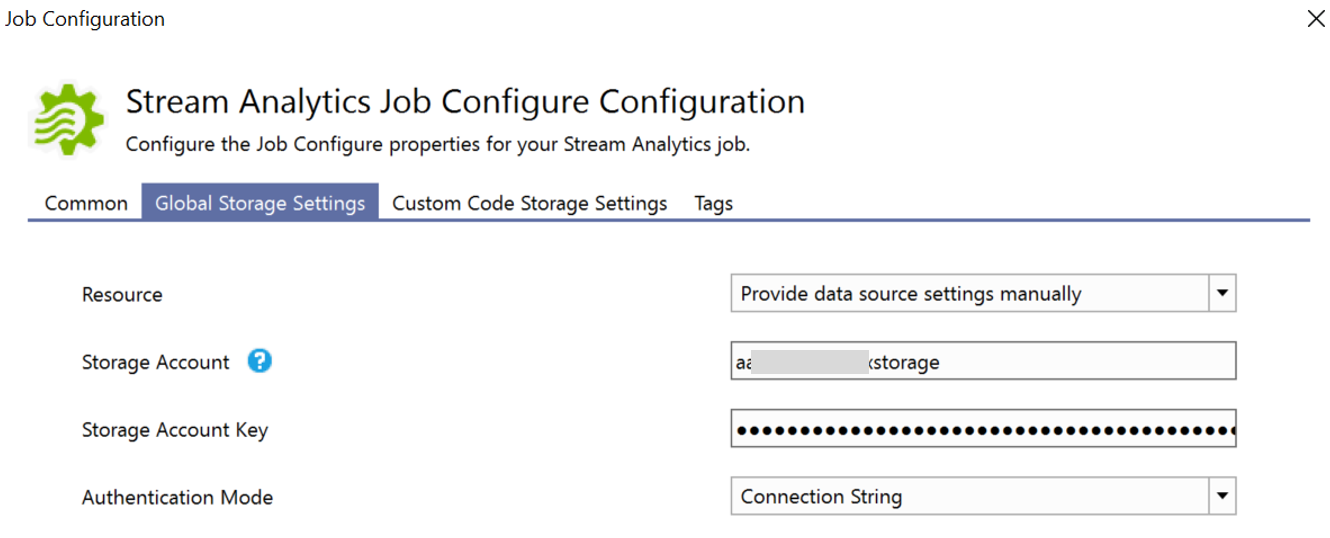 Job Configuration
Stream Analytics Job Configure Configuration
Configure the Job Configure properties for your Stream Analytics job.
Common Global Storage Settings Custom Code Storage Settings Tags
Resource Provide data source settings manually
Storage Account ? storage
Storage Account Key
Authentication Mode Connection String